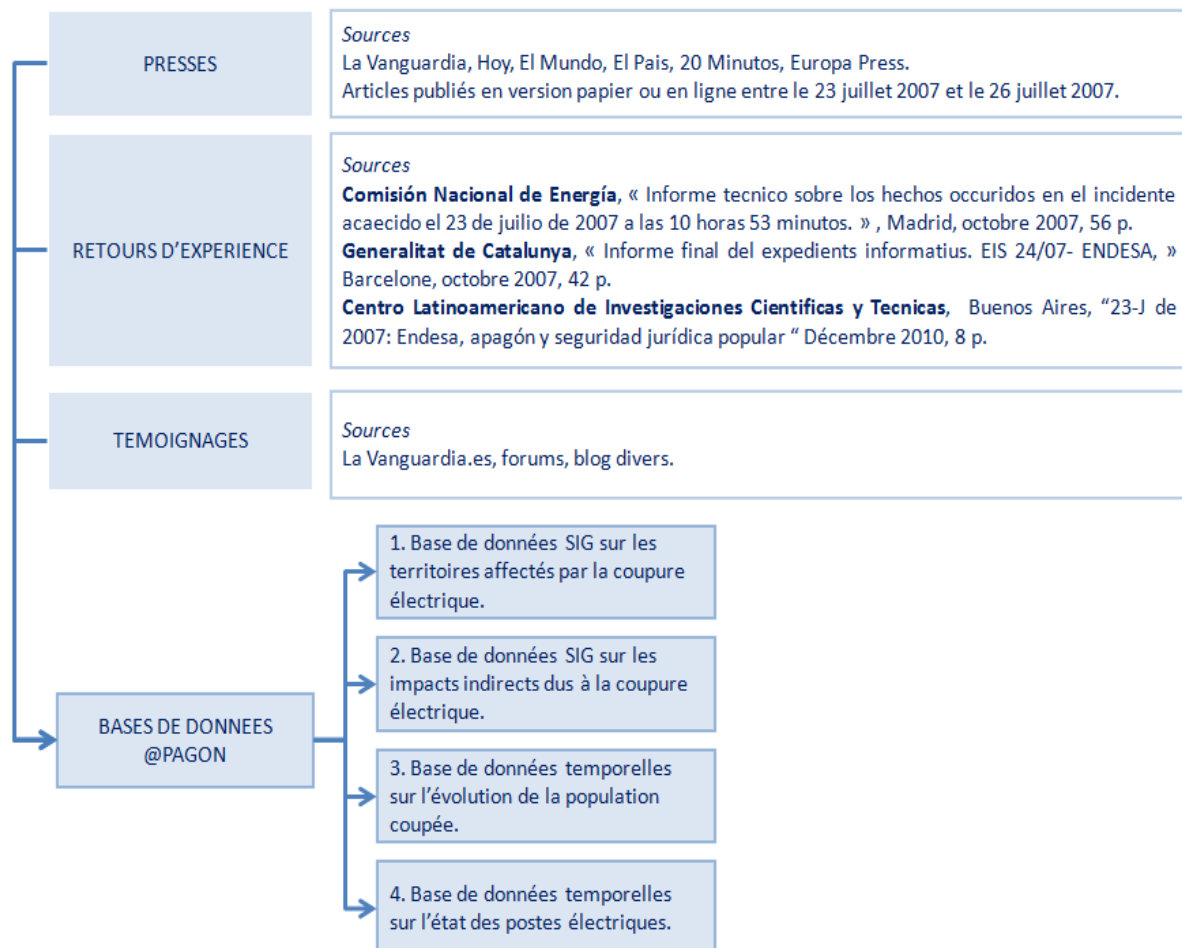 PRESSES
Sources
La Vanguardia, Hoy, El Mundo, El Pais, 20 Minutos, Europa Press.
Articles publiés en version papier ou en ligne entre le 23 juillet 2007 et le 26 juillet 2007.
RETOURS D'EXPERIENCE
Sources
Comisión Nacional de Energía, « Informe tecnico sobre los hechos occuridos en el incidente
acaecido el 23 de juilio de 2007 a las 10 horas 53 minutos. » , Madrid, octobre 2007, 56 p.
Generalitat de Catalunya, « Informe final del expedients informatius. EIS 24/07- ENDESA, »
Barcelone, octobre 2007, 42 p.
Centro Latinoamericano de Investigaciones Cientificas y Tecnicas, Buenos Aires, “23-J de
2007: Endesa, apagón y seguridad jurídica popular “ Décembre 2010, 8 p.
TEMOIGNAGES
Sources
La Vanguardia.es, forums, blog divers.
BASES DE DONNEES
@PAGON
1. Base de données SIG sur les
territoires affectés par la coupure
électrique.
2. Base de données SIG sur les
impacts indirects dus à la coupure
électrique.
3. Base de données temporelles
sur l'évolution de la population
coupée.
4. Base de données temporelles
sur l'état des postes électriques.